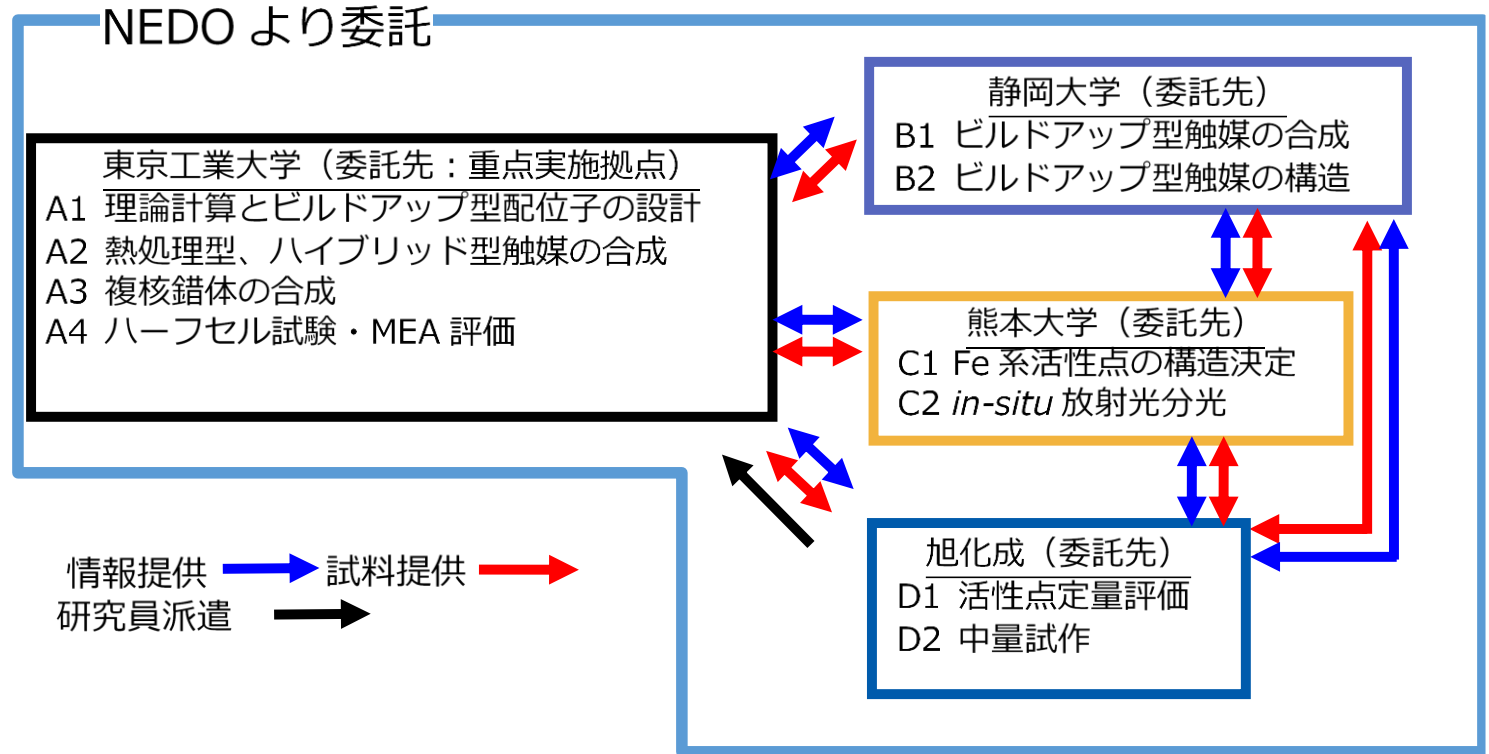 NEDO より委託
東京工業大学（委託先：重点実施拠点）
A1 理論計算とビルドアップ型配位子の設計
A2 熱処理型、ハイブリッド型触媒の合成
A3 複核錯体の合成
A4 ハーフセル試験・MEA 評価
静岡大学（委託先）
B1 ビルドアップ型触媒の合成
B2 ビルドアップ型触媒の構造
熊本大学（委託先）
C1 Fe 系活性点の構造決定
C2 in-situ 放射光分光
旭化成（委託先）
D1 活性点定量評価
D2 中量試作
情報提供 試料提供
研究員派遣